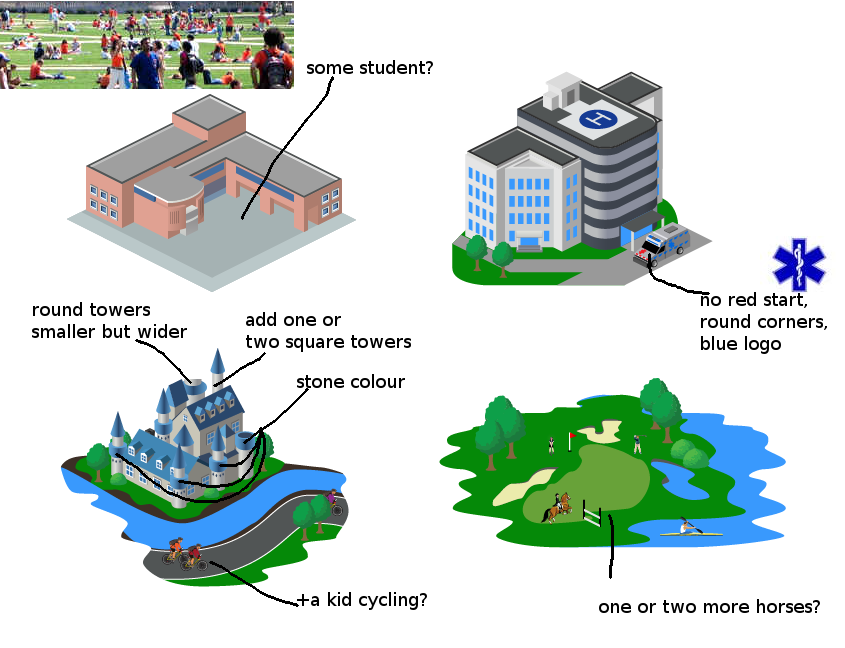 some student?
H
no red start,
round corners,
blue logo
round towers
smaller but wider
add one or
two square towers
stone colour
+a kid cycling?
one or two more horses?